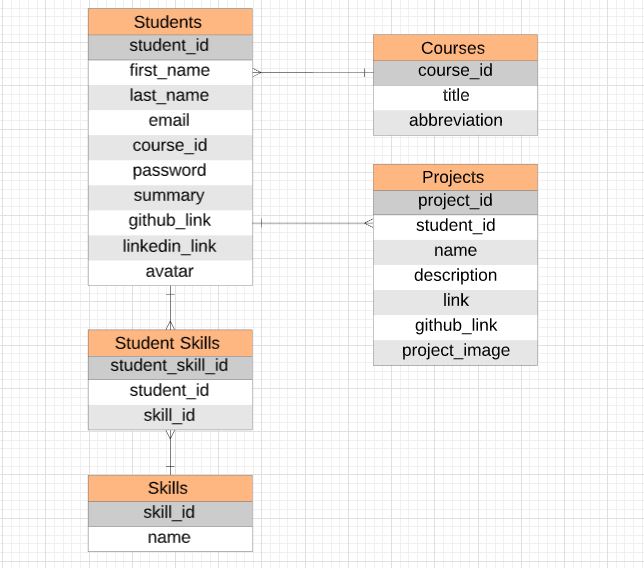 Students
student_id
first_name
last_name
email
course_id
password
summary
github_link
linkedin_link
avatar
Courses
course_id
title
abbreviation
Projects
project_id
student_id
name
description
link
github_link
project_image
Student Skills
student_skill_id
student_id
skill_id
Skills
skill_id
name